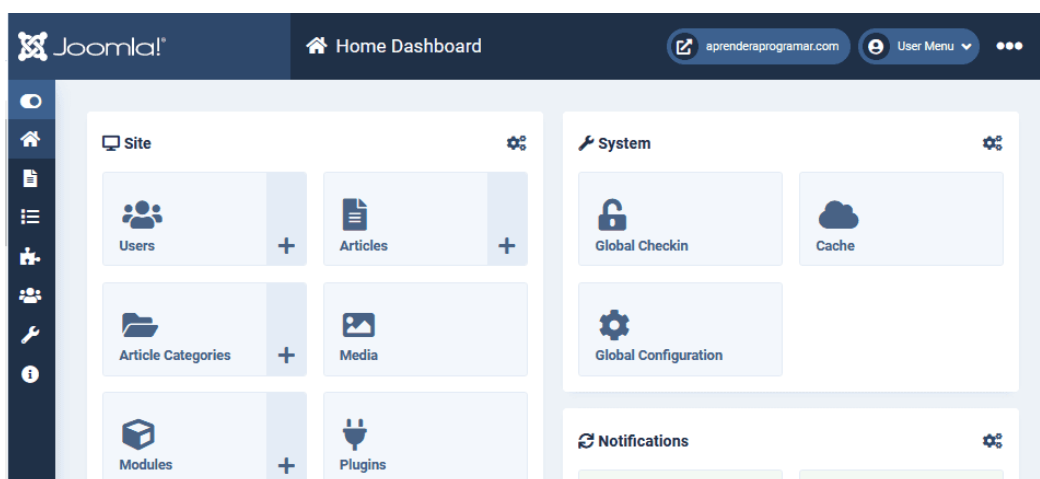 Joomla!
Home Dashboard
aprenderaprogramar.com
User Menu
Site
Users
Articles
Article Categories
Media
Modules
Plugins
System
Global Checkin
Cache
Global Configuration
Notifications